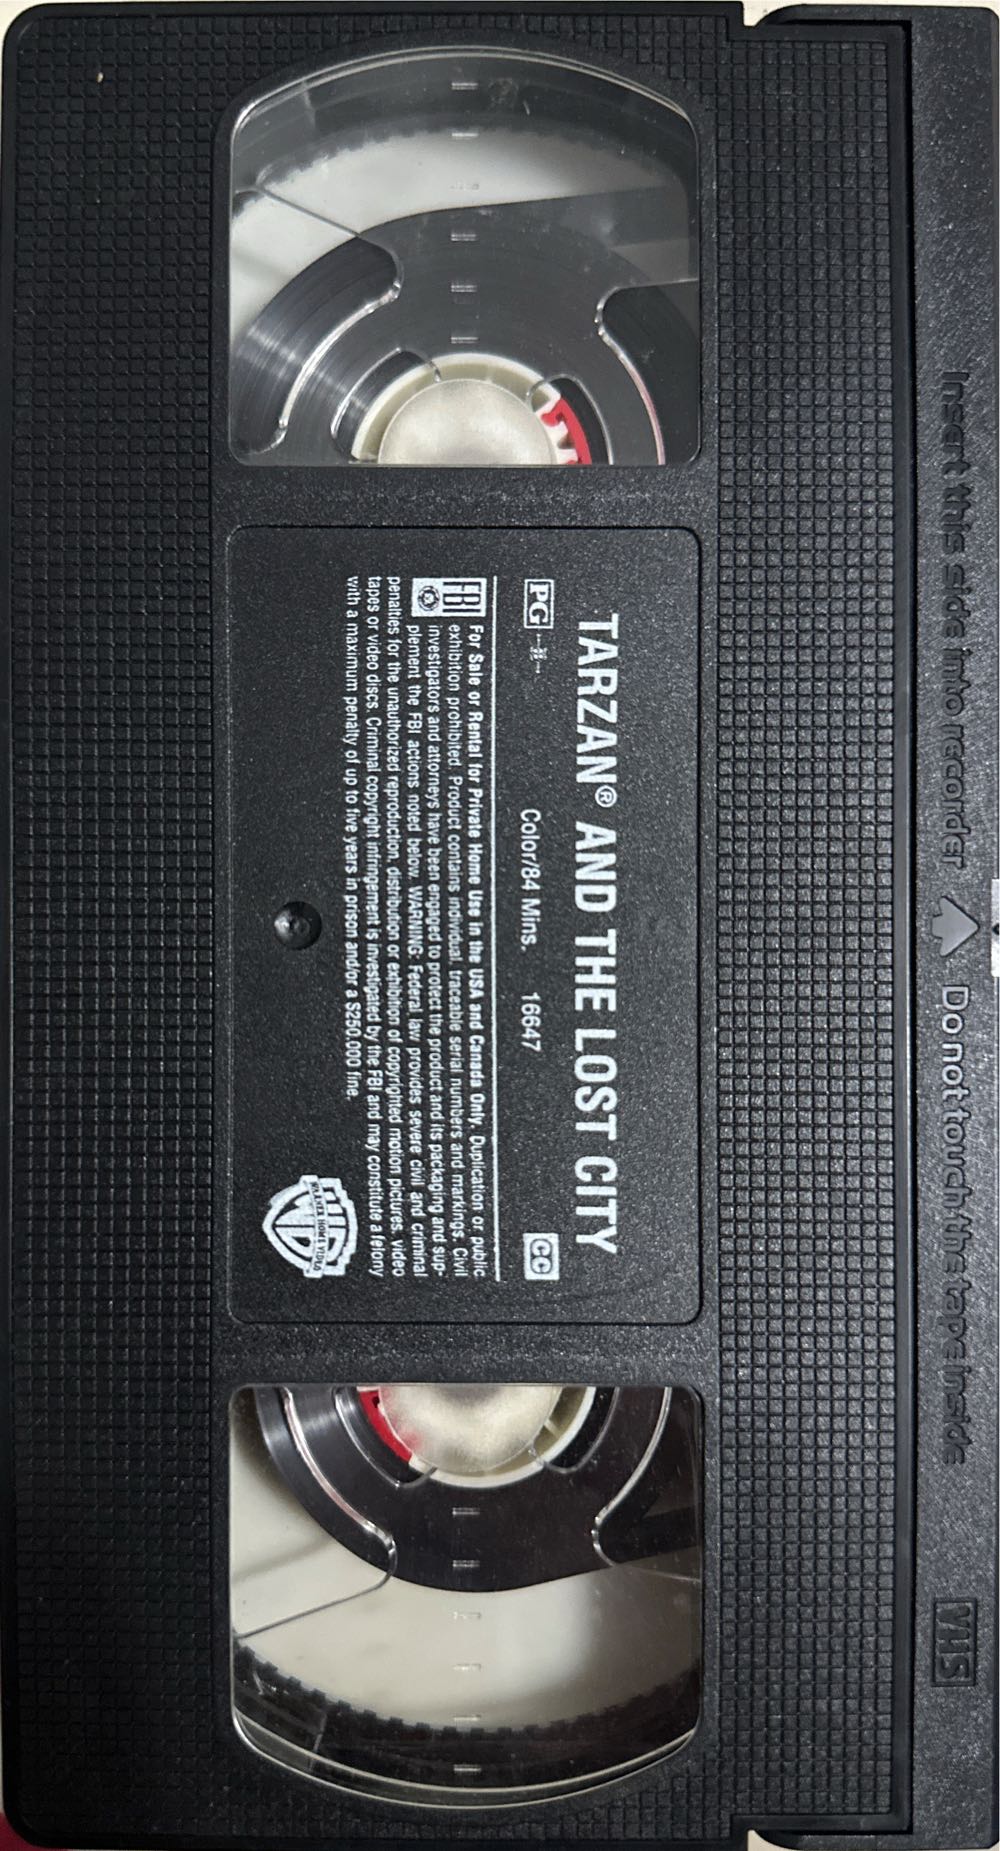 Insert this side into recorder Do not touch the tape inside
VHS
TARZAN® AND THE LOST CITY
PG Color/84 Mins. 16647 CC
FBI
For Sale or Rental for Private Home Use in the USA and Canada Only. Duplication or public
exhibition prohibited. Product contains individual, traceable serial numbers and markings. Civil
investigators and attorneys have been engaged to protect the product and its packaging and sup-
plement the FBI actions noted below. WARNING: Federal law provides severe civil and criminal
penalties for the unauthorized reproduction, distribution or exhibition of copyrighted motion pictures, video
tapes or video discs. Criminal copyright infringement is investigated by the FBI and may constitute a felony
with a maximum penalty of up to five years in prison and/or a $250,000 fine.
WB
WARNER HOME VIDEO